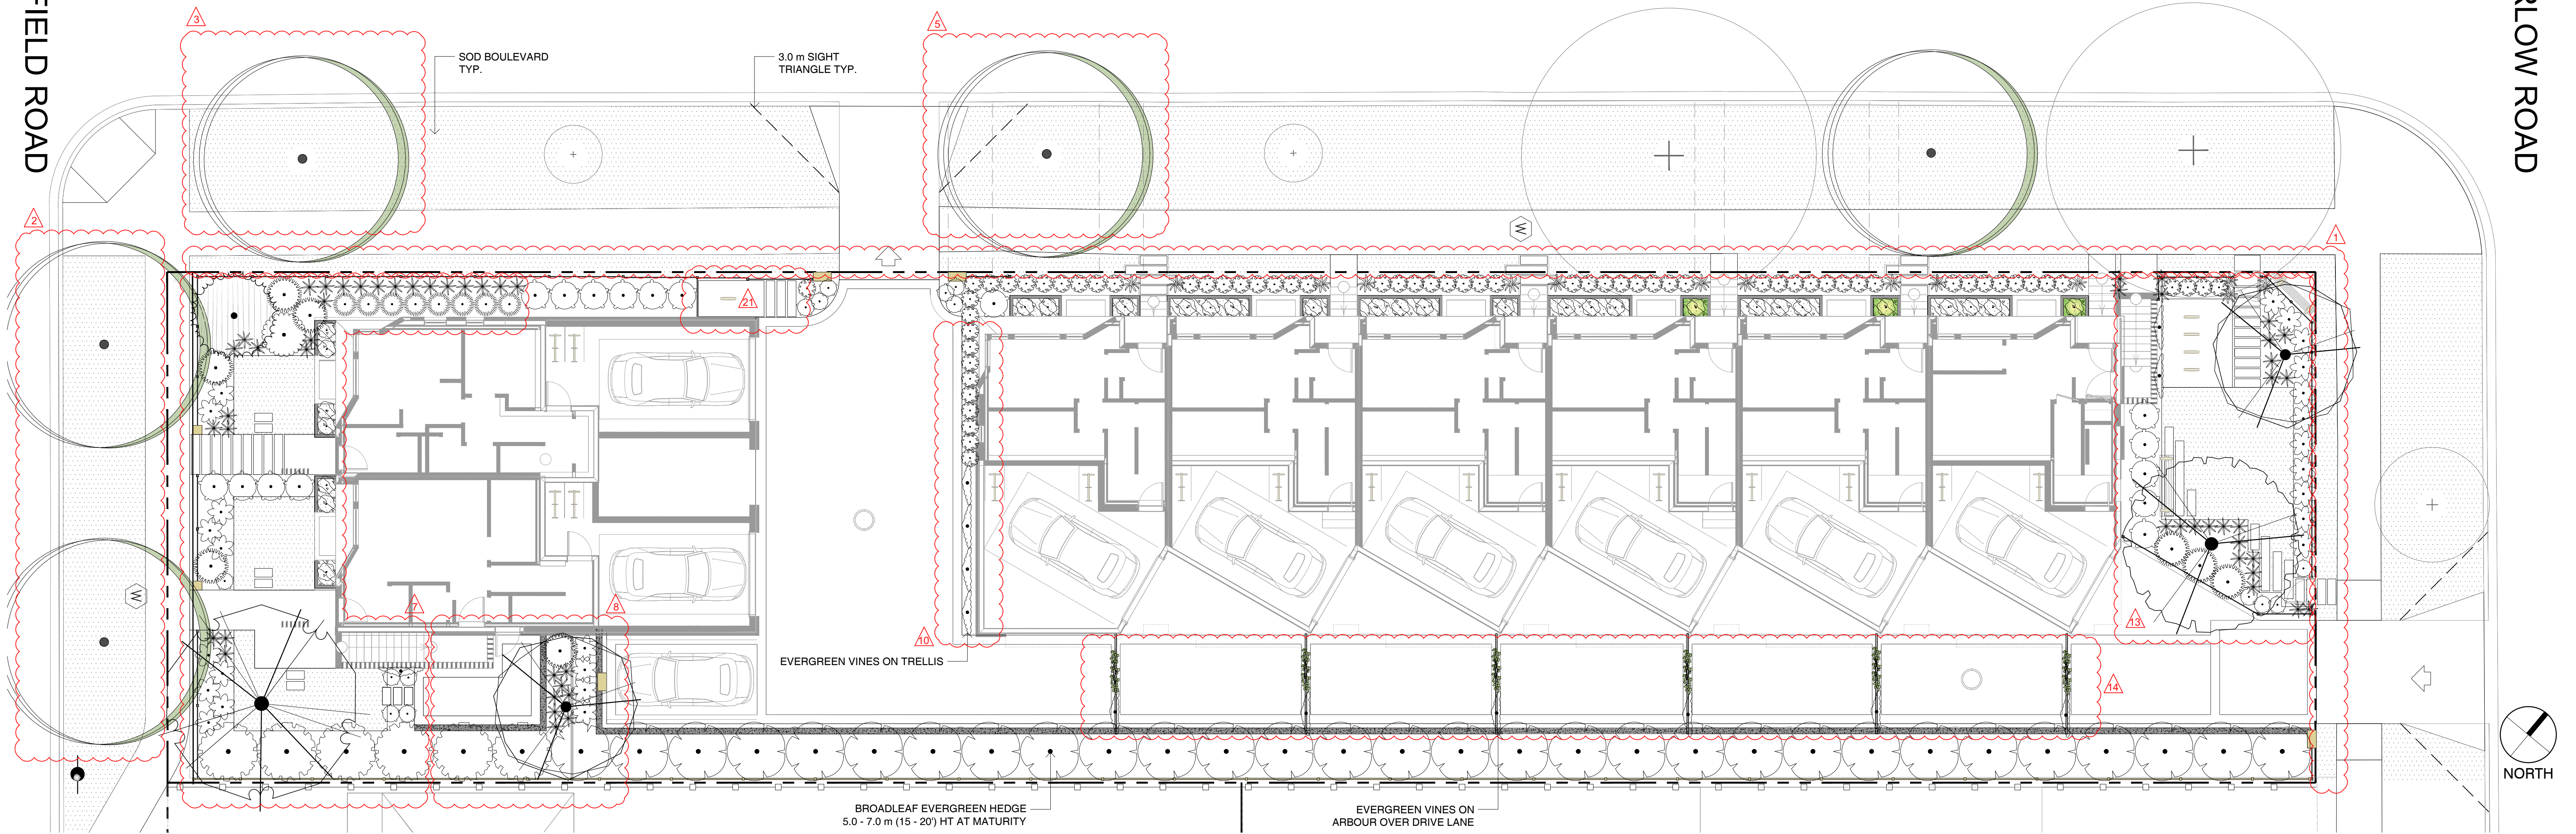 FIELD ROAD
RLOW ROAD
3
5
SOD BOULEVARD
TYP.
3.0 m SIGHT
TRIANGLE TYP.
2
1
W
21
7
8
10
W
13
14
EVERGREEN VINES ON TRELLIS
BROADLEAF EVERGREEN HEDGE
5.0 - 7.0 m (15 - 20') HT AT MATURITY
EVERGREEN VINES ON
ARBOUR OVER DRIVE LANE
NORTH